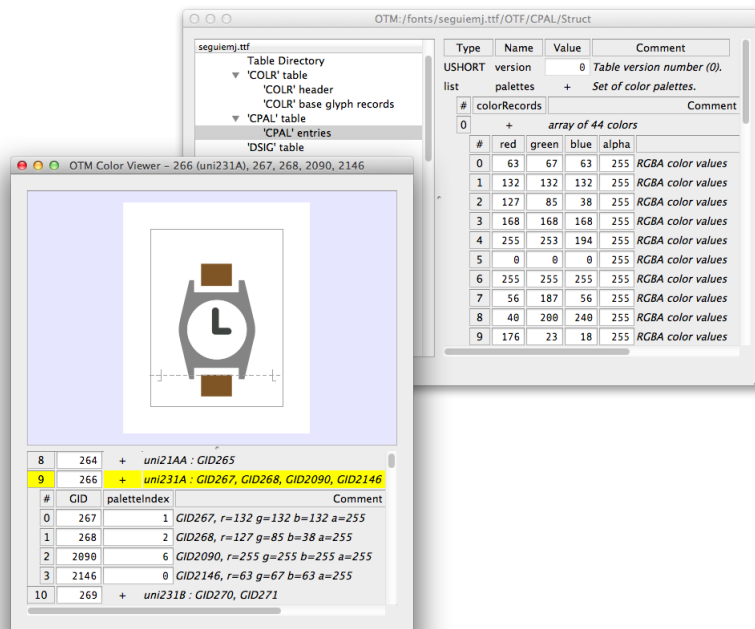 OTM:/fonts/seguiemj.ttf/OTF/CPAL/Struct
seguiemj.ttf
Table Directory
'COLR' table
'COLR' header
'COLR' base glyph records
'CPAL' table
'CPAL' entries
'DSIG' table
Type Name Value Comment
USHORT version 0 Table version number (0).
list palettes + Set of color palettes.
# colorRecords Comment
0 + array of 44 colors
# red green blue alpha
0 63 67 63 255 RGBA color values
1 132 132 132 255 RGBA color values
2 127 85 38 255 RGBA color values
3 168 168 168 255 RGBA color values
4 255 253 194 255 RGBA color values
5 0 0 0 255 RGBA color values
6 255 255 255 255 RGBA color values
7 56 187 56 255 RGBA color values
8 40 200 240 255 RGBA color values
9 176 23 18 255 RGBA color values
OTM Color Viewer – 266 (uni231A), 267, 268, 2090, 2146
8 264 + uni21AA : GID265
9 266 + uni231A : GID267, GID268, GID2090, GID2146
# GID paletteIndex Comment
0 267 1 GID267, r=132 g=132 b=132 a=255
1 268 2 GID268, r=127 g=85 b=38 a=255
2 2090 6 GID2090, r=255 g=255 b=255 a=255
3 2146 0 GID2146, r=63 g=67 b=63 a=255
10 269 + uni231B : GID270, GID271